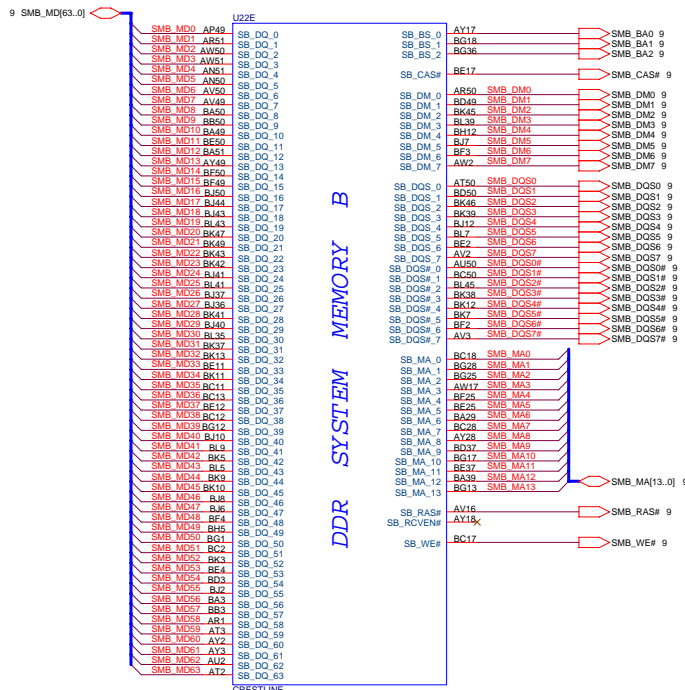 9 SMB_MD[63..0]
U22E
SMB_MD0 AP49 SB_DQ_0
SMB_MD1 AR51 SB_DQ_1
SMB_MD2 AW50 SB_DQ_2
SMB_MD3 AW51 SB_DQ_3
SMB_MD4 AN51 SB_DQ_4
SMB_MD5 AN50 SB_DQ_5
SMB_MD6 AV50 SB_DQ_6
SMB_MD7 AV49 SB_DQ_7
SMB_MD8 BA50 SB_DQ_8
SMB_MD9 BB50 SB_DQ_9
SMB_MD10 BA49 SB_DQ_10
SMB_MD11 BE50 SB_DQ_11
SMB_MD12 BA51 SB_DQ_12
SMB_MD13 AY49 SB_DQ_13
SMB_MD14 BF50 SB_DQ_14
SMB_MD15 BF49 SB_DQ_15
SMB_MD16 BJ50 SB_DQ_16
SMB_MD17 BJ44 SB_DQ_17
SMB_MD18 BJ43 SB_DQ_18
SMB_MD19 BL43 SB_DQ_19
SMB_MD20 BK47 SB_DQ_20
SMB_MD21 BK49 SB_DQ_21
SMB_MD22 BK43 SB_DQ_22
SMB_MD23 BK42 SB_DQ_23
SMB_MD24 BJ41 SB_DQ_24
SMB_MD25 BL41 SB_DQ_25
SMB_MD26 BJ37 SB_DQ_26
SMB_MD27 BJ36 SB_DQ_27
SMB_MD28 BK41 SB_DQ_28
SMB_MD29 BJ40 SB_DQ_29
SMB_MD30 BL35 SB_DQ_30
SMB_MD31 BK37 SB_DQ_31
SMB_MD32 BK13 SB_DQ_32
SMB_MD33 BE11 SB_DQ_33
SMB_MD34 BK11 SB_DQ_34
SMB_MD35 BC11 SB_DQ_35
SMB_MD36 BC13 SB_DQ_36
SMB_MD37 BE12 SB_DQ_37
SMB_MD38 BC12 SB_DQ_38
SMB_MD39 BG12 SB_DQ_39
SMB_MD40 BJ10 SB_DQ_40
SMB_MD41 BL9 SB_DQ_41
SMB_MD42 BK5 SB_DQ_42
SMB_MD43 BL5 SB_DQ_43
SMB_MD44 BK9 SB_DQ_44
SMB_MD45 BK10 SB_DQ_45
SMB_MD46 BJ8 SB_DQ_46
SMB_MD47 BJ6 SB_DQ_47
SMB_MD48 BF4 SB_DQ_48
SMB_MD49 BH5 SB_DQ_49
SMB_MD50 BG1 SB_DQ_50
SMB_MD51 BC2 SB_DQ_51
SMB_MD52 BK3 SB_DQ_52
SMB_MD53 BE4 SB_DQ_53
SMB_MD54 BD3 SB_DQ_54
SMB_MD55 BJ2 SB_DQ_55
SMB_MD56 BA3 SB_DQ_56
SMB_MD57 BB3 SB_DQ_57
SMB_MD58 AR1 SB_DQ_58
SMB_MD59 AT3 SB_DQ_59
SMB_MD60 AY2 SB_DQ_60
SMB_MD61 AY3 SB_DQ_61
SMB_MD62 AU2 SB_DQ_62
SMB_MD63 AT2 SB_DQ_63
DDR SYSTEM MEMORY B
SB_BS_0 AY17 SMB_BA0 9
SB_BS_1 BG18 SMB_BA1 9
SB_BS_2 BG36 SMB_BA2 9
SB_CAS# BE17 SMB_CAS# 9
SB_DM_0 AR50 SMB_DM0 SMB_DM0 9
SB_DM_1 BD49 SMB_DM1 SMB_DM1 9
SB_DM_2 BK45 SMB_DM2 SMB_DM2 9
SB_DM_3 BL39 SMB_DM3 SMB_DM3 9
SB_DM_4 BH12 SMB_DM4 SMB_DM4 9
SB_DM_5 BJ7 SMB_DM5 SMB_DM5 9
SB_DM_6 BF3 SMB_DM6 SMB_DM6 9
SB_DM_7 AW2 SMB_DM7 SMB_DM7 9
SB_DQS_0 AT50 SMB_DQS0 SMB_DQS0 9
SB_DQS_1 BD50 SMB_DQS1 SMB_DQS1 9
SB_DQS_2 BK46 SMB_DQS2 SMB_DQS2 9
SB_DQS_3 BK39 SMB_DQS3 SMB_DQS3 9
SB_DQS_4 BJ12 SMB_DQS4 SMB_DQS4 9
SB_DQS_5 BL7 SMB_DQS5 SMB_DQS5 9
SB_DQS_6 BE2 SMB_DQS6 SMB_DQS6 9
SB_DQS_7 AV2 SMB_DQS7 SMB_DQS7 9
SB_DQS#_0 AU50 SMB_DQS0# SMB_DQS0# 9
SB_DQS#_1 BC50 SMB_DQS1# SMB_DQS1# 9
SB_DQS#_2 BL45 SMB_DQS2# SMB_DQS2# 9
SB_DQS#_3 BK38 SMB_DQS3# SMB_DQS3# 9
SB_DQS#_4 BK12 SMB_DQS4# SMB_DQS4# 9
SB_DQS#_5 BK7 SMB_DQS5# SMB_DQS5# 9
SB_DQS#_6 BF2 SMB_DQS6# SMB_DQS6# 9
SB_DQS#_7 AV3 SMB_DQS7# SMB_DQS7# 9
SB_MA_0 BC18 SMB_MA0
SB_MA_1 BG28 SMB_MA1
SB_MA_2 BG25 SMB_MA2
SB_MA_3 AW17 SMB_MA3
SB_MA_4 BF25 SMB_MA4
SB_MA_5 BE25 SMB_MA5
SB_MA_6 BA29 SMB_MA6
SB_MA_7 BC28 SMB_MA7
SB_MA_8 AY28 SMB_MA8
SB_MA_9 BD37 SMB_MA9
SB_MA_10 BG17 SMB_MA10
SB_MA_11 BE37 SMB_MA11
SB_MA_12 BA39 SMB_MA12
SB_MA_13 BG13 SMB_MA13
SMB_MA[13..0] 9
SB_RAS# AV16 SMB_RAS# 9
SB_RCVEN# AY18
SB_WE# BC17 SMB_WE# 9
CRESTLINE